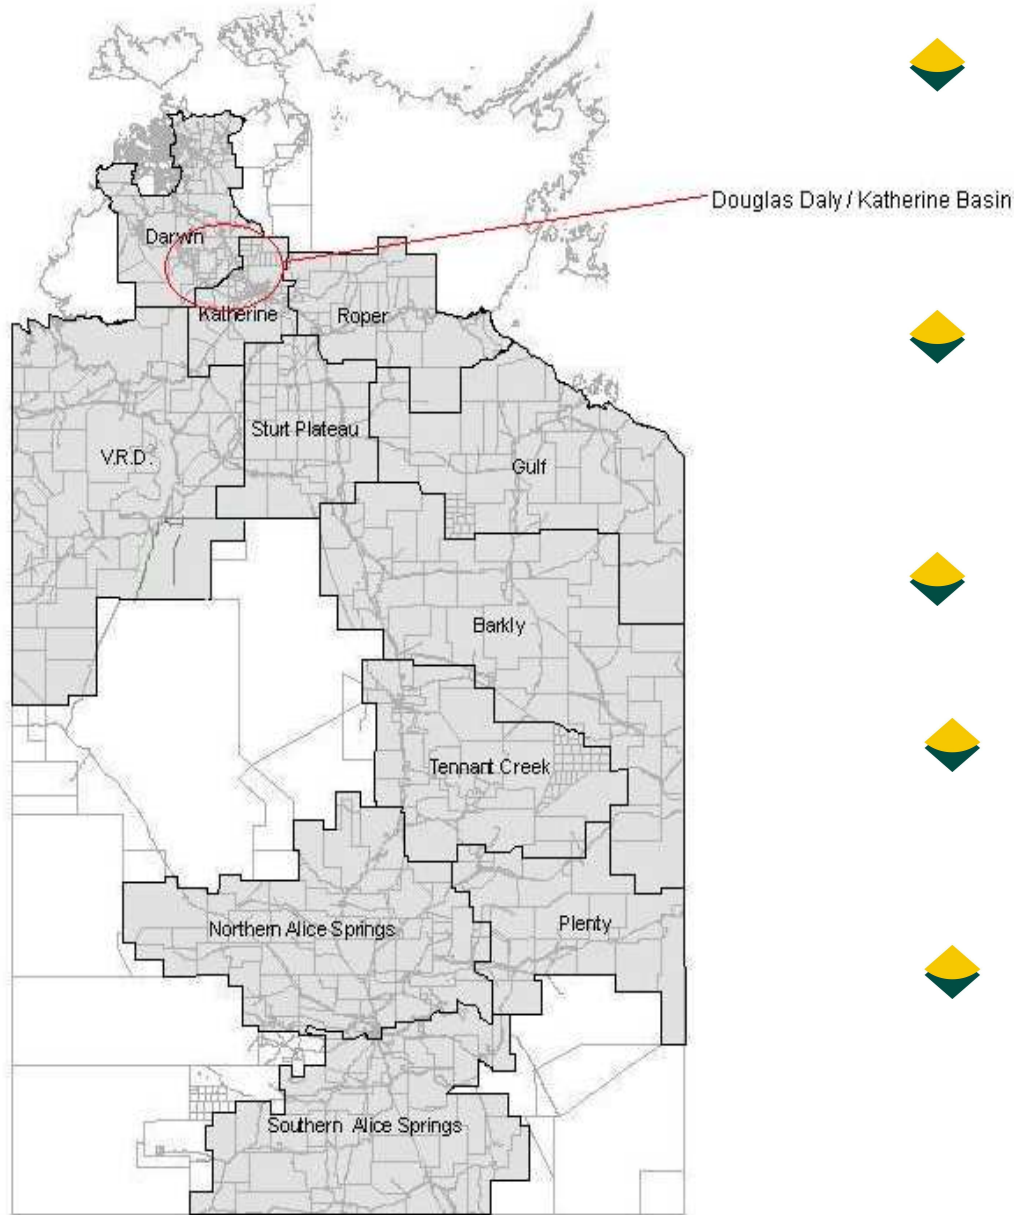 Douglas Daly / Katherine Basin
Darwn
Katherine
Roper
Sturt Plateau
V.R.D.
Gulf
Barkly
Tennant Creek
Northern Alice Springs
Plenty
Southern Alice Springs